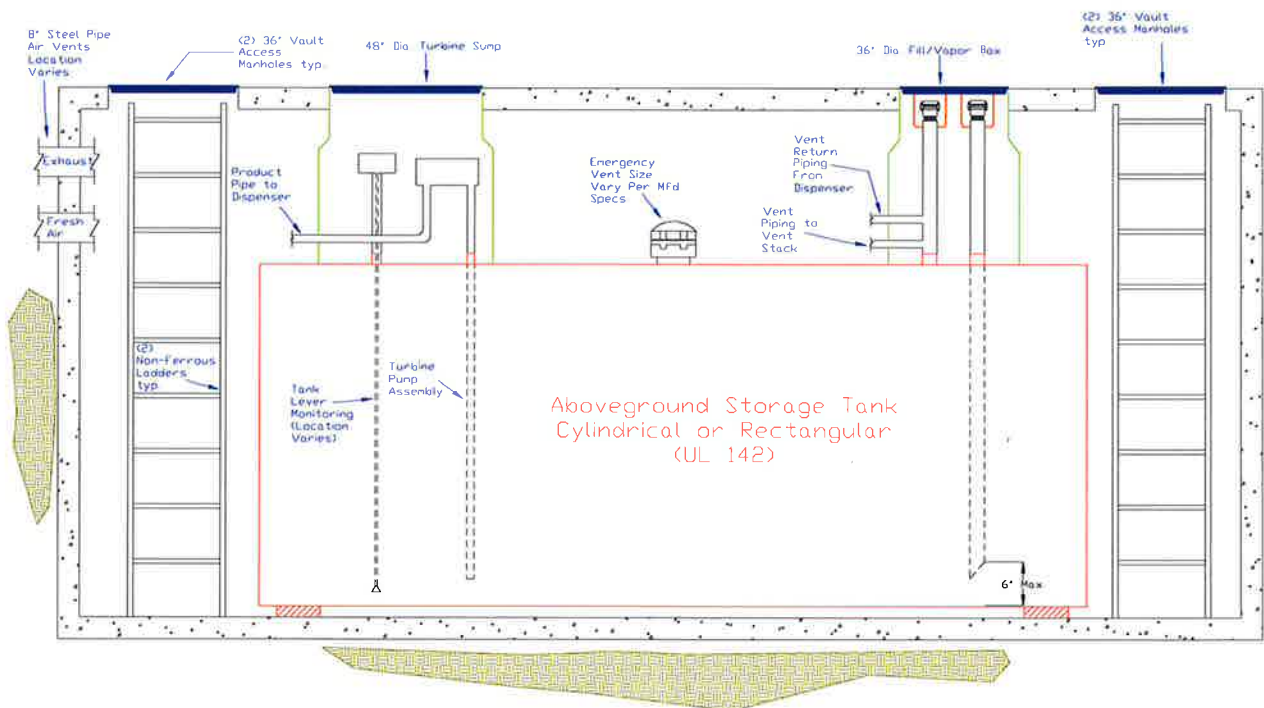 8" Steel Pipe
Air Vents
Location
Varies
(2) 36" Vault
Access
Manholes typ.
48" Dia Turbine Sump
36" Dia Fill/Vapor Box
(2) 36" Vault
Access Manholes
typ
Exhaust
Fresh
Air
Product
Pipe to
Dispenser
Emergency
Vent Size
Vary Per Mfd
Specs
Vent
Return
Piping
From
Dispenser
Vent
Piping to
Vent
Stack
(2)
Non-Ferrous
Ladders
typ
Tank
Lever
Monitoring
(Location
Varies)
Turbine
Pump
Assembly
Aboveground Storage Tank
Cylindrical or Rectangular
(UL 142)
6" Max